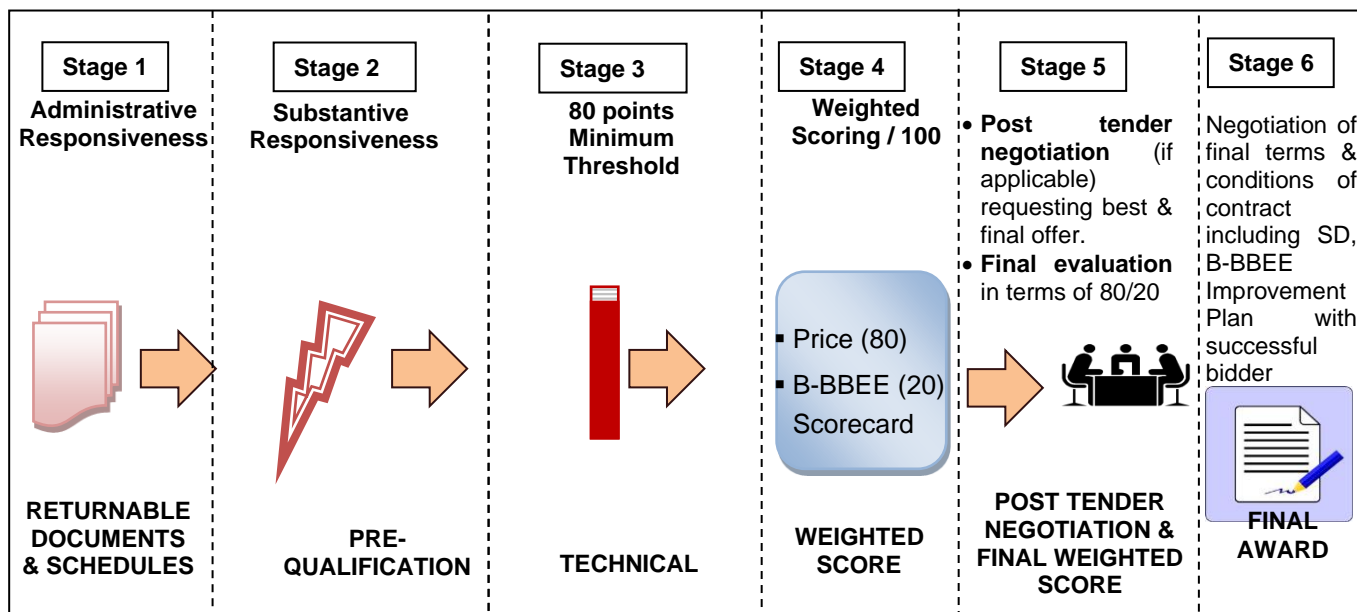 Stage 1
Administrative
Responsiveness
RETURNABLE
DOCUMENTS
& SCHEDULES
Stage 2
Substantive
Responsiveness
PRE-
QUALIFICATION
Stage 3
80 points
Minimum
Threshold
TECHNICAL
Stage 4
Weighted
Scoring / 100
▪ Price (80)
▪ B-BBEE (20)
Scorecard
WEIGHTED
SCORE
Stage 5
• Post tender
negotiation (if
applicable)
requesting best &
final offer.
• Final evaluation
in terms of 80/20
POST TENDER
NEGOTIATION &
FINAL WEIGHTED
SCORE
Stage 6
Negotiation of
final terms &
conditions of
contract
including SD,
B-BBEE
Improvement
Plan with
successful
bidder
FINAL
AWARD